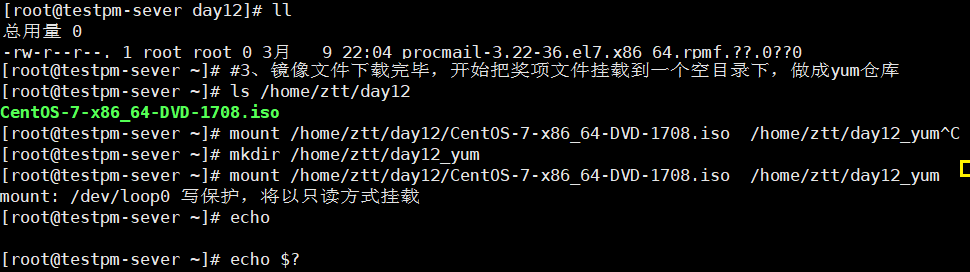 [root@testpm-sever day12]# ll
总用量 0
-rw-r--r--. 1 root root 0 3月   9 22:04 procmail-3.22-36.el7.x86_64.rpmf.??.0??0
[root@testpm-sever ~]# #3、镜像文件下载完毕，开始把奖项文件挂载到一个空目录下，做成yum仓库
[root@testpm-sever ~]# ls /home/ztt/day12
CentOS-7-x86_64-DVD-1708.iso
[root@testpm-sever ~]# mount /home/ztt/day12/CentOS-7-x86_64-DVD-1708.iso  /home/ztt/day12_yum^C
[root@testpm-sever ~]# mkdir /home/ztt/day12_yum
[root@testpm-sever ~]# mount /home/ztt/day12/CentOS-7-x86_64-DVD-1708.iso  /home/ztt/day12_yum
mount: /dev/loop0 写保护，将以只读方式挂载
[root@testpm-sever ~]# echo
[root@testpm-sever ~]# echo $?